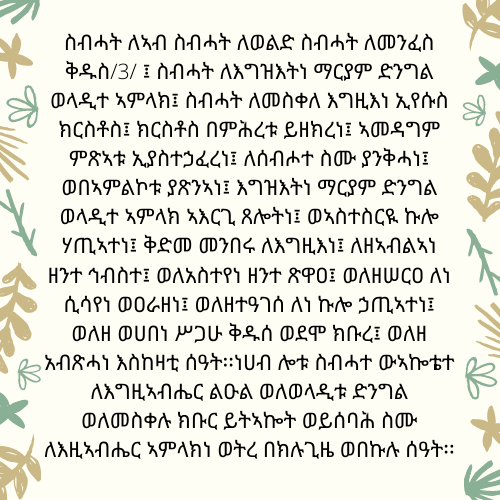 ስብሓት ለኣብ ስብሓት ለወልድ ስብሓት ለመንፈስ
ቅዱስ/3/ ፤ ስብሓት ለእግዝእትነ ማርያም ድንግል
ወላዲተ ኣምላክ፤ ስብሓት ለመስቀለ እግዚእነ ኢየሱስ
ክርስቶስ፤ ክርስቶስ በምሕረቱ ይዘክረነ፤ ኣመዳግም
ምጽኣቱ ኢያስተኃፈረነ፤ ለሰብሖተ ስሙ ያንቅሓነ፤
ወበኣምልኮቱ ያጽንኣነ፤ እግዝእትነ ማርያም ድንግል
ወላዲተ ኣምላክ ኣእርጊ ጸሎትነ፤ ወኣስተስርዪ ኩሎ
ሃጢኣተነ፤ ቅድመ መንበሩ ለእግዚእነ፤ ለዘኣብልኣነ
ዘንተ ኅብስተ፤ ወለአስተየነ ዘንተ ጽዋዐ፤ ወለዘሠርዐ ለነ
ሲሳየነ ወዐራዘነ፤ ወለዘተዓገሰ ለነ ኩሎ ኃጢኣተነ፤
ወለዘ ወሀበነ ሥጋሁ ቅዱሰ ወደሞ ክቡረ፤ ወለዘ
አብጽሓነ እስከዛቲ ሰዓት፡፡ነሀብ ሎቱ ስብሓተ ውኣኰቴተ
ለእግዚኣብሔር ልዑል ወለወላዲቱ ድንግል
ወለመስቀሉ ክቡር ይትኣኰት ወይሰባሕ ስሙ
ለእዚኣብሔር ኣምላክነ ወትረ በክሉጊዜ ወበኩሉ ሰዓት፡፡